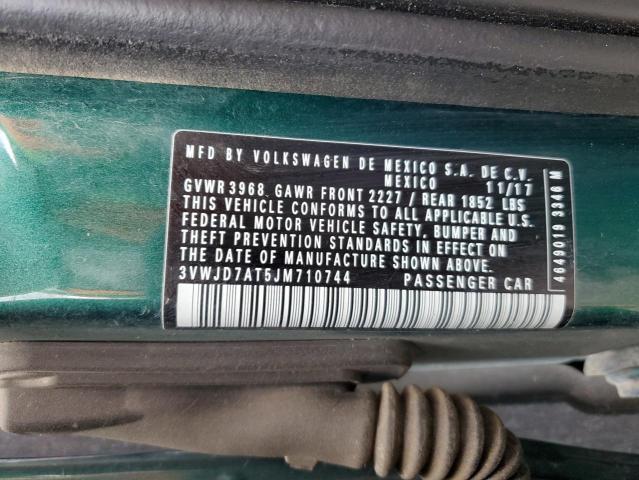 MFD BY VOLKSWAGEN DE MEXICO S.A. DE C.V.
MEXICO 11/17
GVWR 3968 GAWR FRONT 2227 / REAR 1852 LBS
THIS VEHICLE CONFORMS TO ALL APPLICABLE U.S.
FEDERAL MOTOR VEHICLE SAFETY, BUMPER AND
THEFT PREVENTION STANDARDS IN EFFECT ON
THE DATE OF MANUFACTURE SHOWN ABOVE
3VWJD7AT5JM710744 PASSENGER CAR
4649019 3346 M